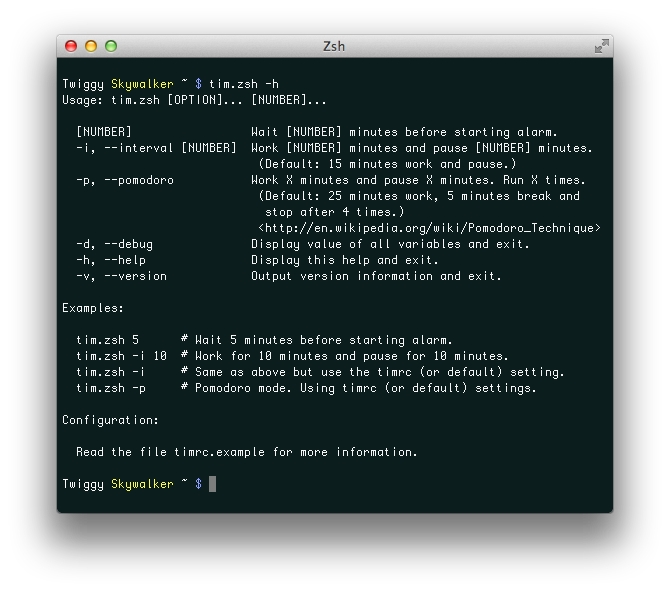 Zsh
Twiggy Skywalker ~ $ tim.zsh -h
Usage: tim.zsh [OPTION]... [NUMBER]...
[NUMBER] Wait [NUMBER] minutes before starting alarm.
-i, --interval [NUMBER] Work [NUMBER] minutes and pause [NUMBER] minutes.
(Default: 15 minutes work and pause.)
-p, --pomodoro Work X minutes and pause X minutes. Run X times.
(Default: 25 minutes work, 5 minutes break and
stop after 4 times.)
<http://en.wikipedia.org/wiki/Pomodoro_Technique>
-d, --debug Display value of all variables and exit.
-h, --help Display this help and exit.
-v, --version Output version information and exit.
Examples:
tim.zsh 5 # Wait 5 minutes before starting alarm.
tim.zsh -i 10 # Work for 10 minutes and pause for 10 minutes.
tim.zsh -i # Same as above but use the timrc (or default) setting.
tim.zsh -p # Pomodoro mode. Using timrc (or default) settings.
Configuration:
Read the file timrc.example for more information.
Twiggy Skywalker ~ $